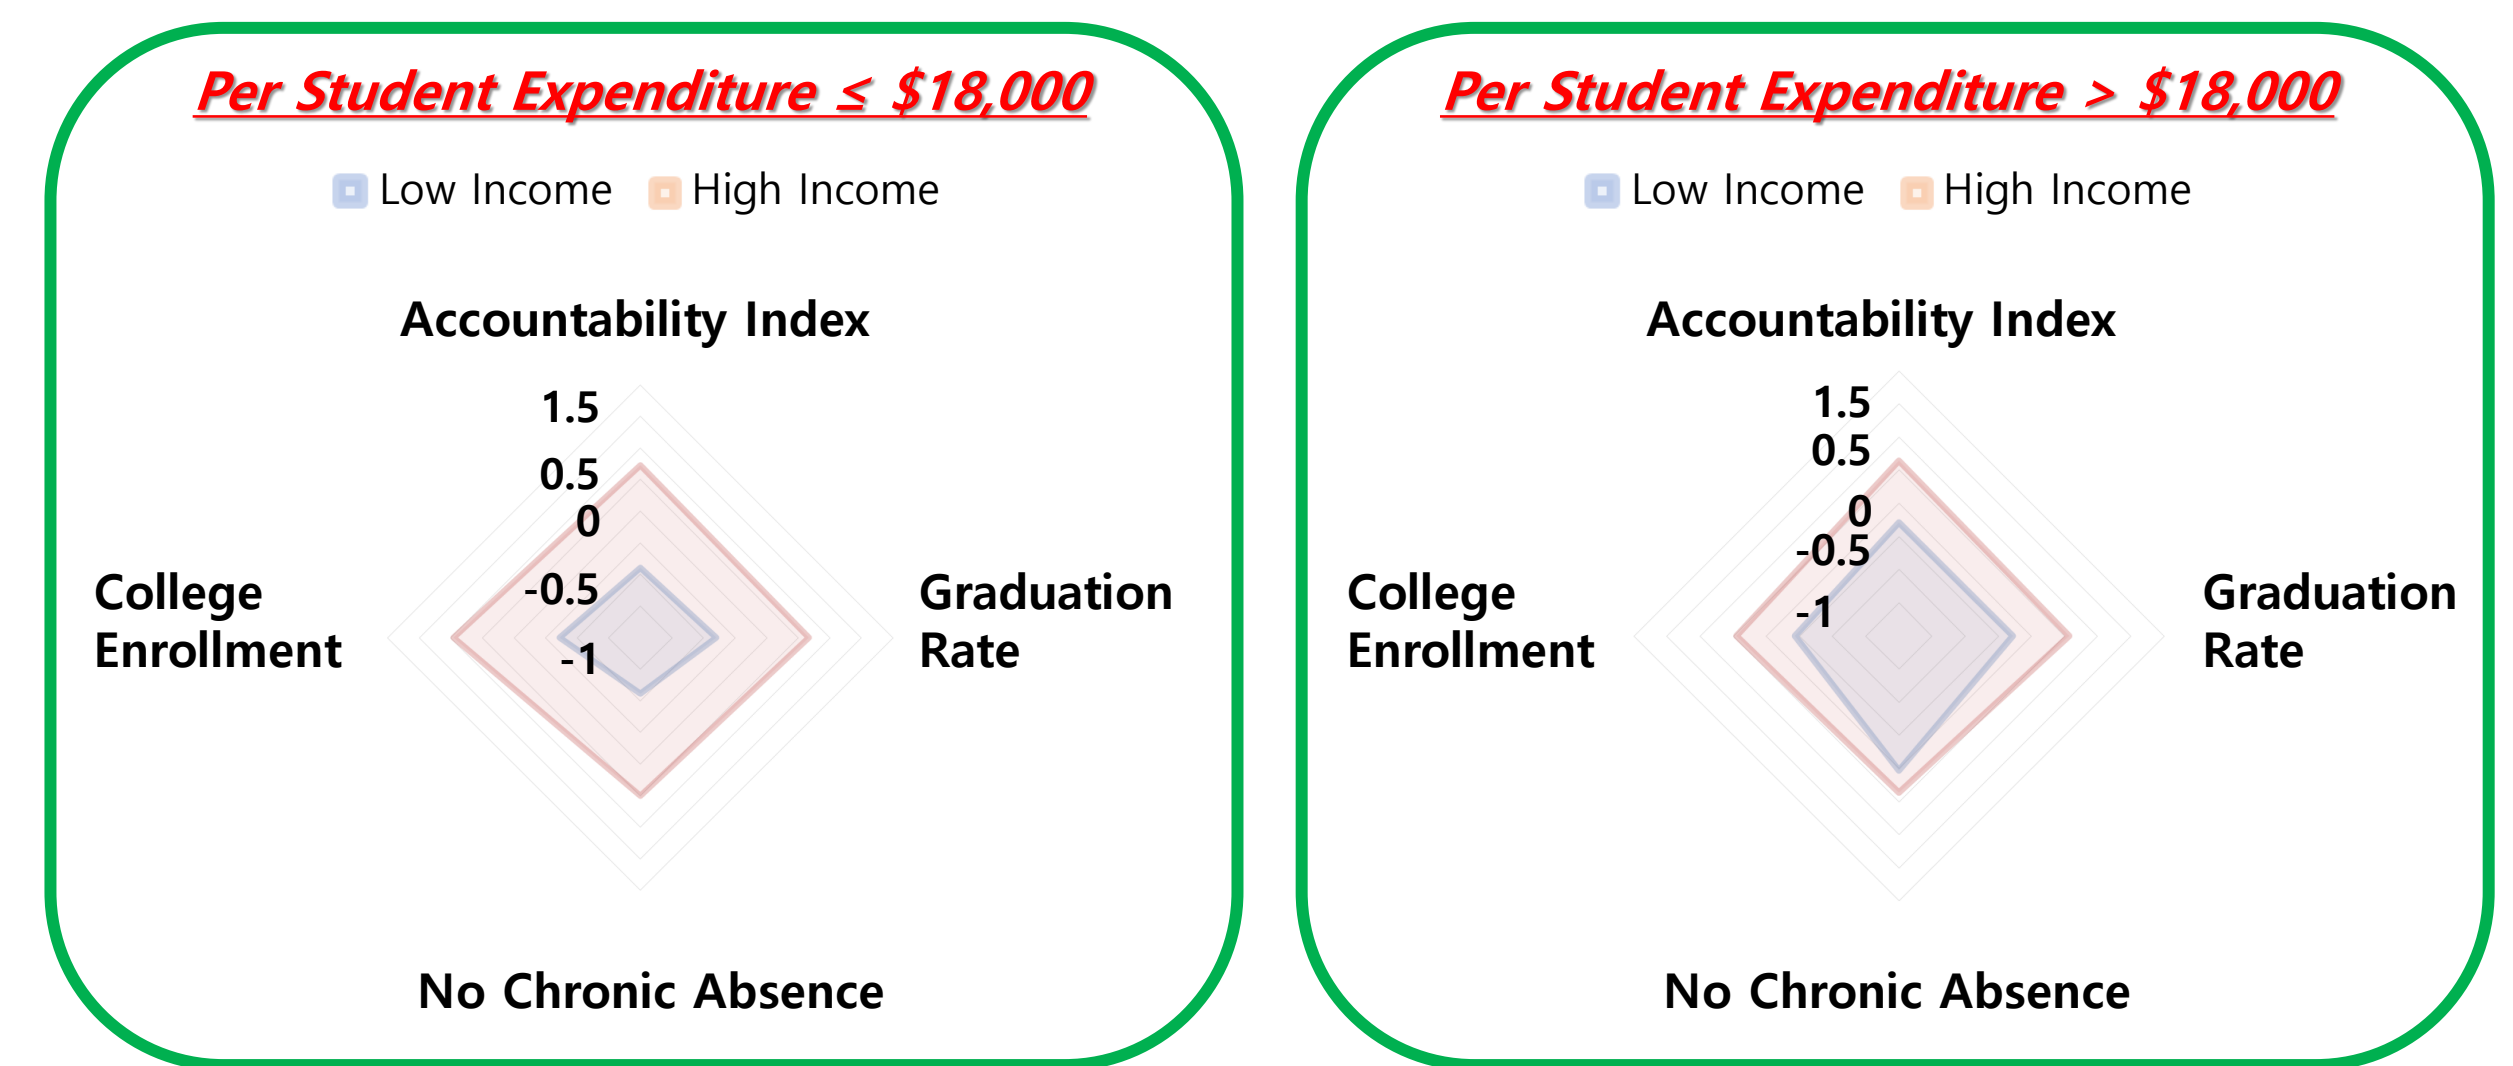 Per Student Expenditure ≤ $18,000
Low Income High Income
Accountability Index
1.5
0.5
0
-0.5
-1
College
Enrollment
Graduation
Rate
No Chronic Absence
Per Student Expenditure > $18,000
Low Income High Income
Accountability Index
1.5
0.5
0
-0.5
-1
College
Enrollment
Graduation
Rate
No Chronic Absence